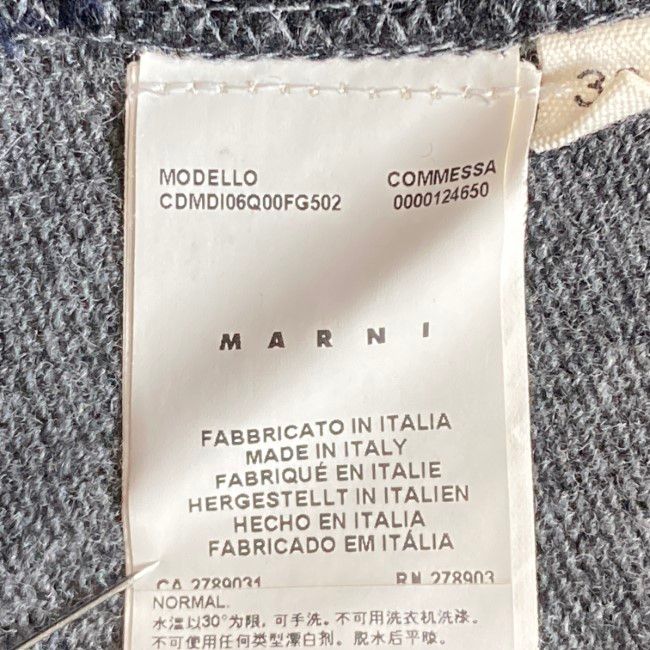 3
MODELLO COMMESSA
CDMDI06Q00FG502 0000124650
MARNI
FABBRICATO IN ITALIA
MADE IN ITALY
FABRIQUÉ EN ITALIE
HERGESTELLT IN ITALIEN
HECHO EN ITALIA
FABRICADO EM ITÁLIA
CA 2789031 RN 278903
NORMAL.
水温以30°为限，可手洗。不可用洗衣机洗涤。
不可使用任何类型漂白剂。脱水后平晾。